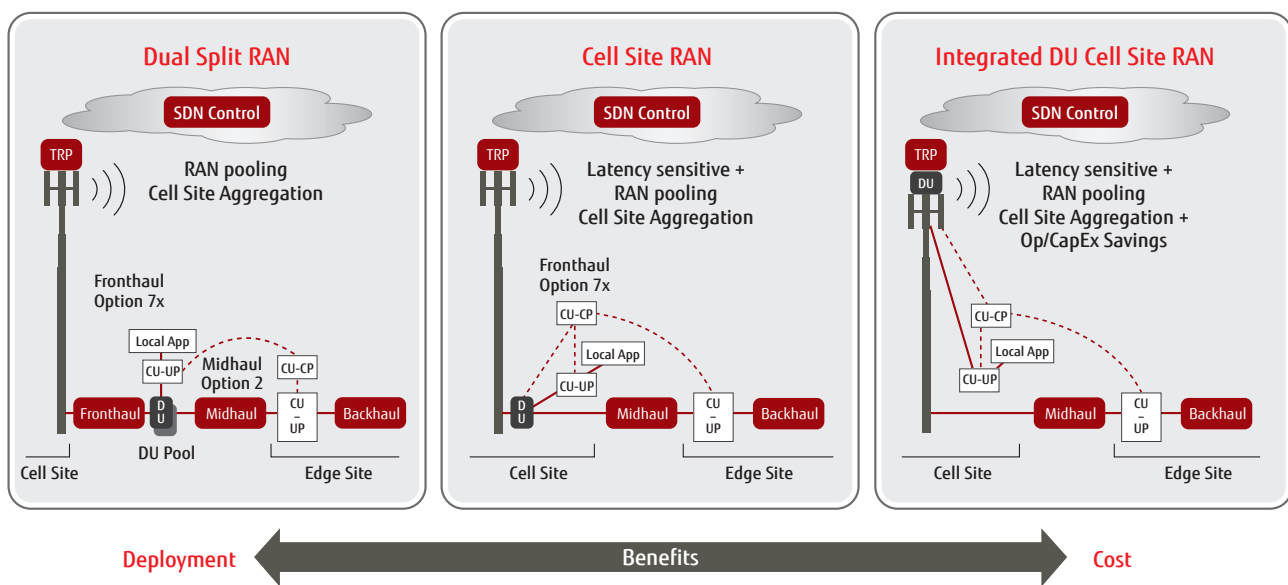 Dual Split RAN
SDN Control
TRP
RAN pooling
Cell Site Aggregation
Fronthaul
Option 7x
Local App
CU-UP
Midhaul
Option 2
CU-CP
Fronthaul
D
U
Midhaul
CU
–
UP
Backhaul
DU Pool
Cell Site
Edge Site
Cell Site RAN
SDN Control
TRP
Latency sensitive +
RAN pooling
Cell Site Aggregation
Fronthaul
Option 7x
CU-CP
Local App
CU-UP
D
U
Midhaul
CU
–
UP
Backhaul
Cell Site
Edge Site
Integrated DU Cell Site RAN
SDN Control
TRP
DU
Latency sensitive +
RAN pooling
Cell Site Aggregation +
Op/CapEx Savings
CU-CP
Local App
CU-UP
Midhaul
CU
–
UP
Backhaul
Cell Site
Edge Site
Deployment
Benefits
Cost